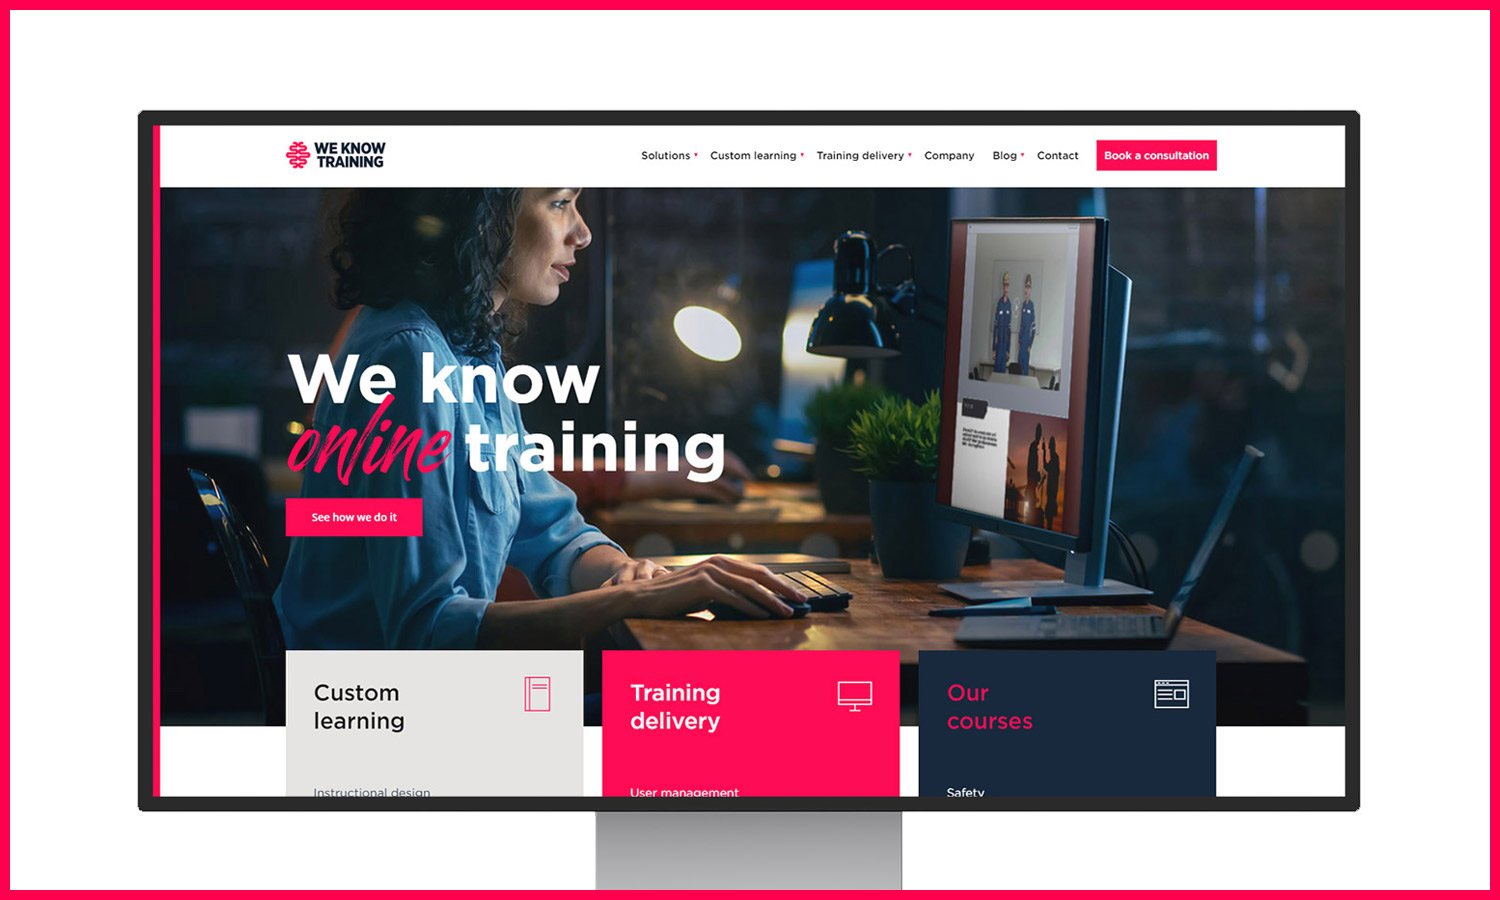 WE KNOW
TRAINING
Solutions
Custom learning
Training delivery
Company
Blog
Contact
Book a consultation
We know
online training
See how we do it
Custom
learning
Instructional design
Training
delivery
User management
Our
courses
Safety